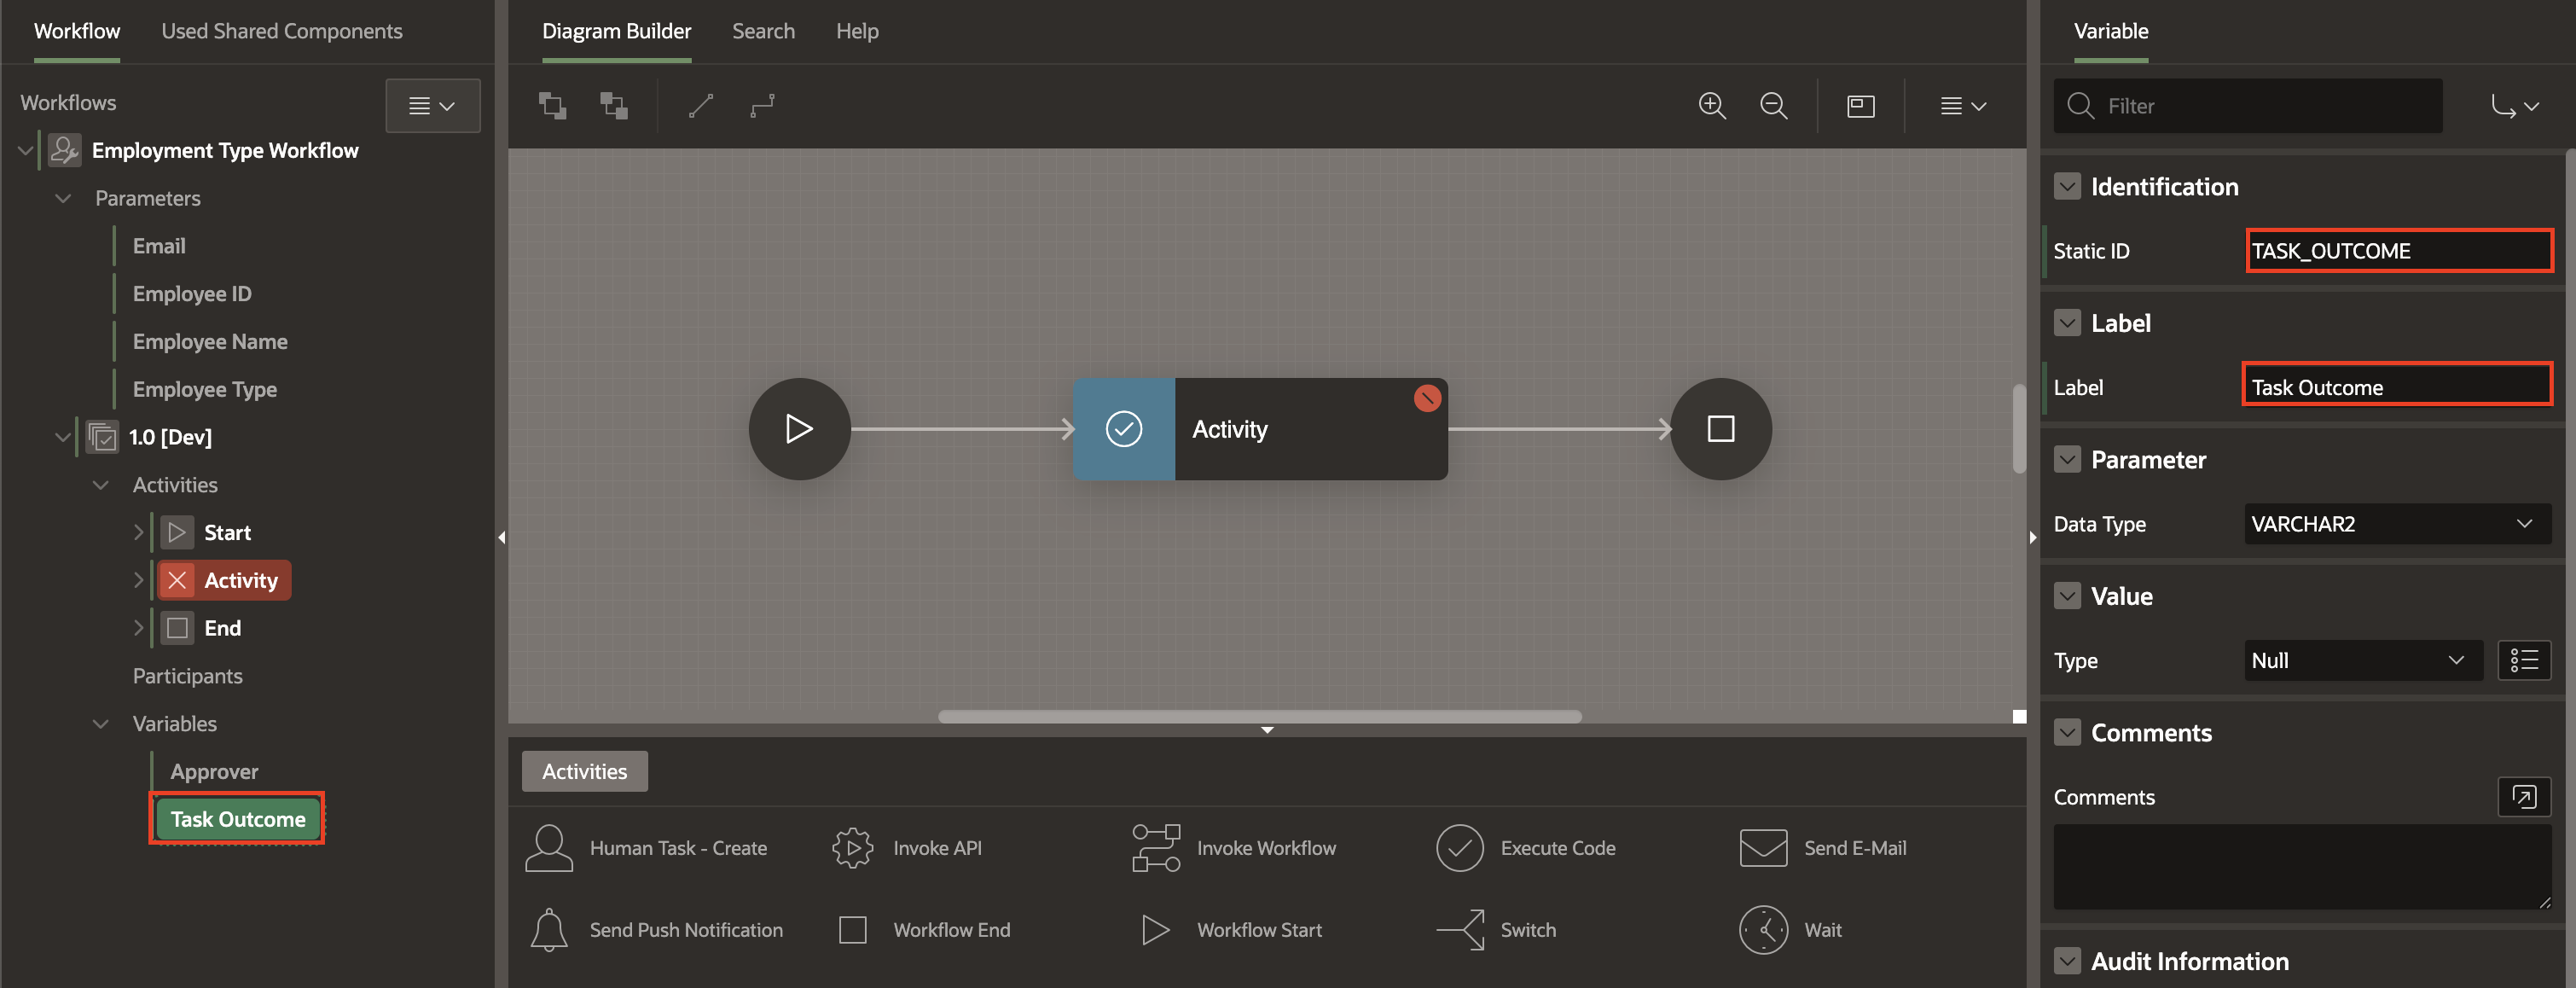 Workflow
Used Shared Components
Workflows
Employment Type Workflow
Parameters
Email
Employee ID
Employee Name
Employee Type
1.0 [Dev]
Activities
Start
Activity
End
Participants
Variables
Approver
Task Outcome
Diagram Builder
Search
Help
Activity
Activities
Human Task - Create
Invoke API
Invoke Workflow
Execute Code
Send E-Mail
Send Push Notification
Workflow End
Workflow Start
Switch
Wait
Variable
Filter
Identification
Static ID
TASK_OUTCOME
Label
Label
Task Outcome
Parameter
Data Type
VARCHAR2
Value
Type
Null
Comments
Comments
Audit Information